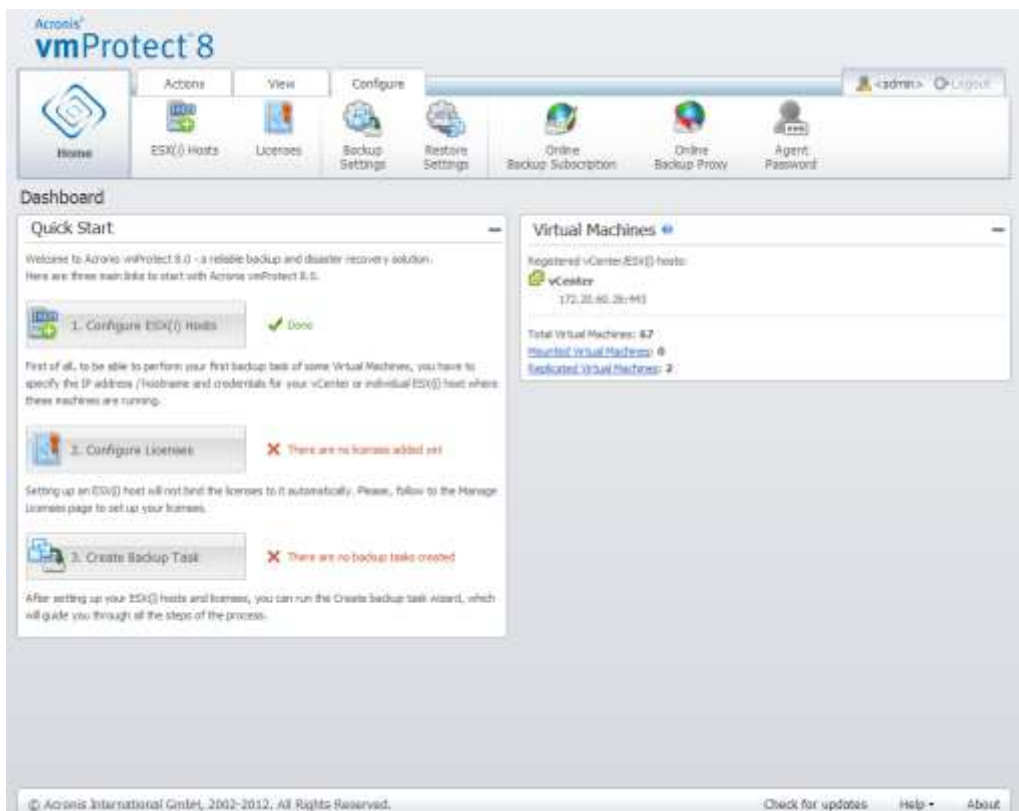 Acronis®
vmProtect 8
Actions
View
Configure
<admin>
Logout
Home
ESX(i) Hosts
Licenses
Backup
Settings
Restore
Settings
Online
Backup Subscription
Online
Backup Proxy
Agent
Password
Dashboard
Quick Start
Welcome to Acronis vmProtect 8.0 - a reliable backup and disaster recovery solution.
Here are three main links to start with Acronis vmProtect 8.0.
1. Configure ESX(i) Hosts
Done
First of all, to be able to perform your first backup task of some Virtual Machines, you have to
specify the IP address / hostname and credentials for your vCenter or individual ESX(i) host where
these machines are running.
2. Configure Licenses
There are no licenses added yet
Setting up an ESX(i) host will not bind the licenses to it automatically. Please, follow to the Manage
Licenses page to set up your licenses.
3. Create Backup Task
There are no backup tasks created
After setting up your ESX(i) hosts and licenses, you can run the Create backup task wizard, which
will guide you through all the steps of the process.
Virtual Machines
Registered vCenter/ESX(i) hosts:
vCenter
172.20.60.26:443
Total Virtual Machines: 67
Mounted Virtual Machines: 0
Replicated Virtual Machines: 2
© Acronis International GmbH, 2002-2012. All Rights Reserved.
Check for updates
Help
About